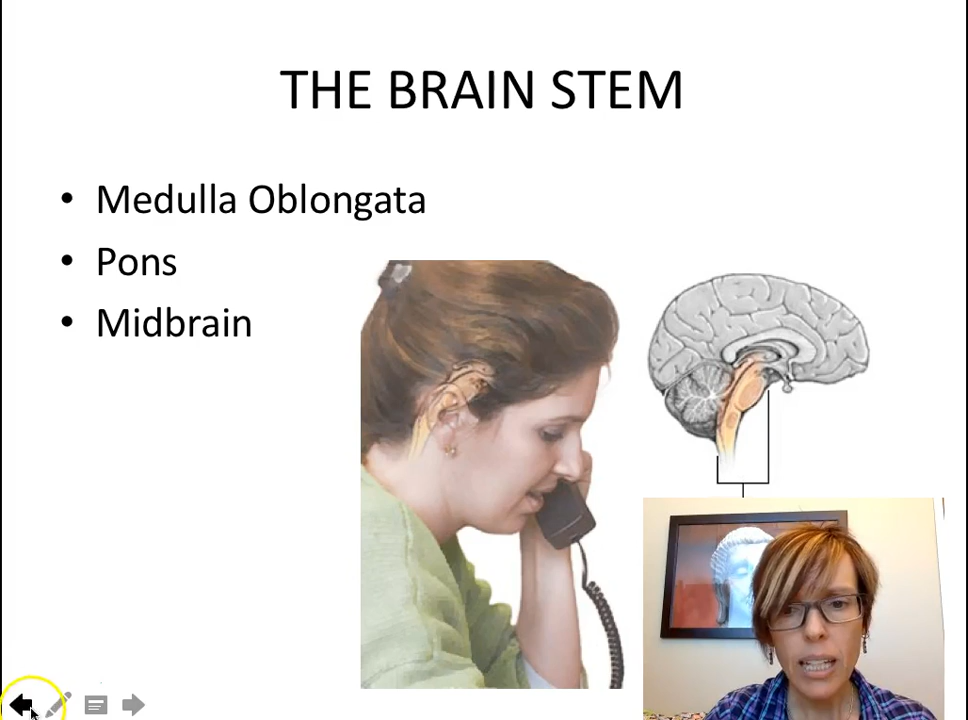 THE BRAIN STEM
• Medulla Oblongata
• Pons
• Midbrain